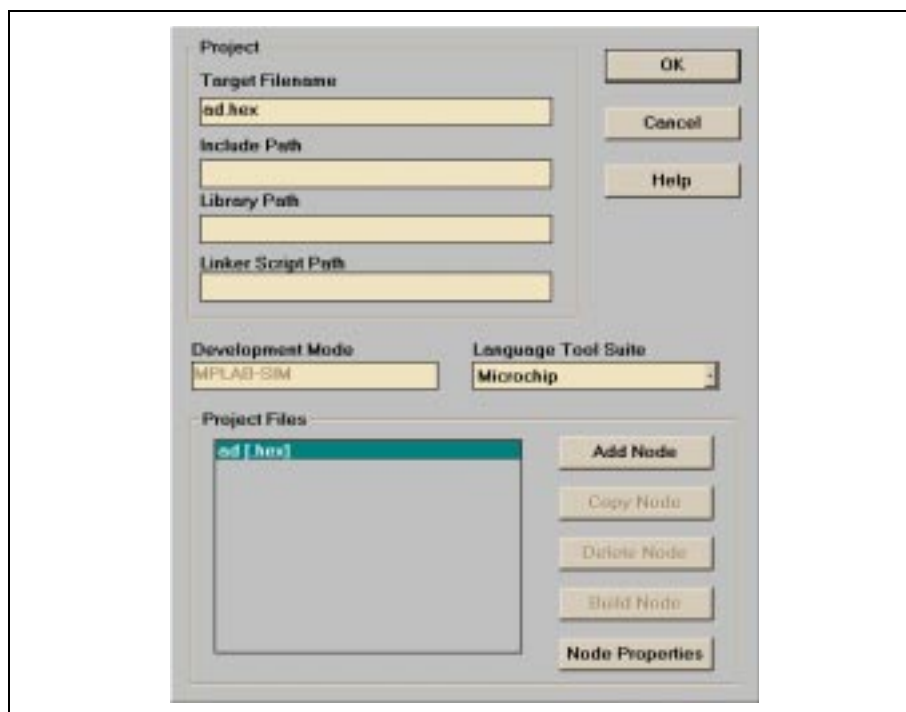 Project
OK
Target Filename
ad.hex
Cancel
Include Path
Help
Library Path
Linker Script Path
Development Mode
Language Tool Suite
MPLAB-SIM
Microchip
Project Files
ad [.hex]
Add Node
Copy Node
Delete Node
Build Node
Node Properties